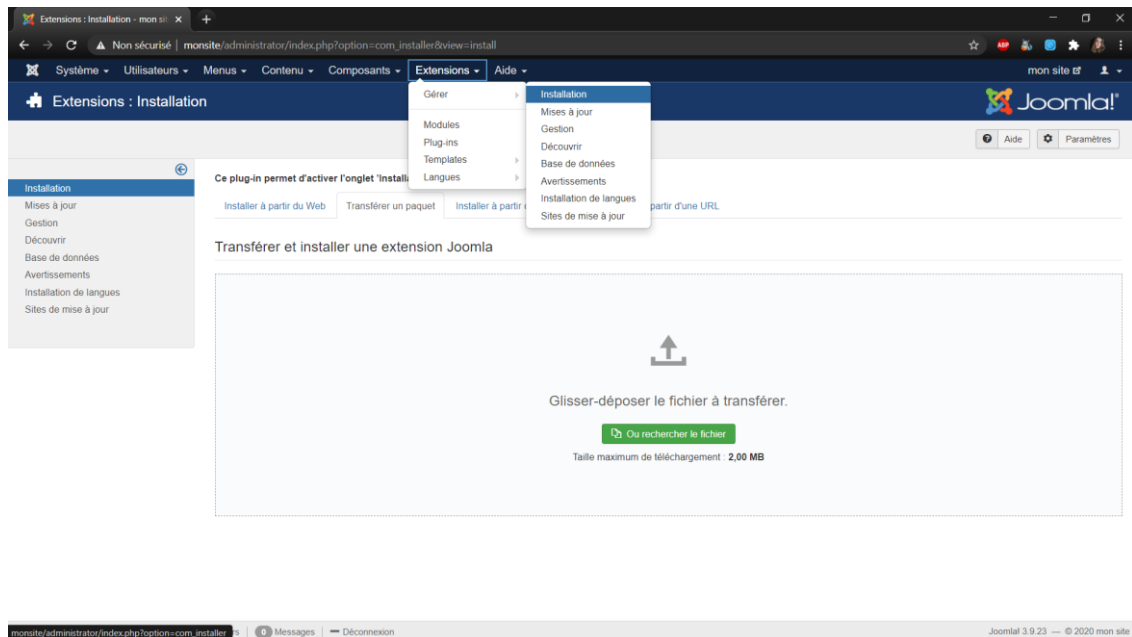 Extensions : Installation - mon sit
Non sécurisé | monsite/administrator/index.php?option=com_installer&view=install
Système Utilisateurs Menus Contenu Composants Extensions Aide mon site
Extensions : Installation Joomla!
Gérer
Modules
Plug-ins
Templates
Langues
Installation
Mises à jour
Gestion
Découvrir
Base de données
Avertissements
Installation de langues
Sites de mise à jour
Aide Paramètres
Installation
Mises à jour
Gestion
Découvrir
Base de données
Avertissements
Installation de langues
Sites de mise à jour
Ce plug-in permet d'activer l'onglet 'Install
Installer à partir du Web Transférer un paquet Installer à partir partir d'une URL
Transférer et installer une extension Joomla
Glisser-déposer le fichier à transférer.
Ou rechercher le fichier
Taille maximum de téléchargement : 2,00 MB
monsite/administrator/index.php?option=com_installer 0 Messages Déconnexion Joomla! 3.9.23 — © 2020 mon site